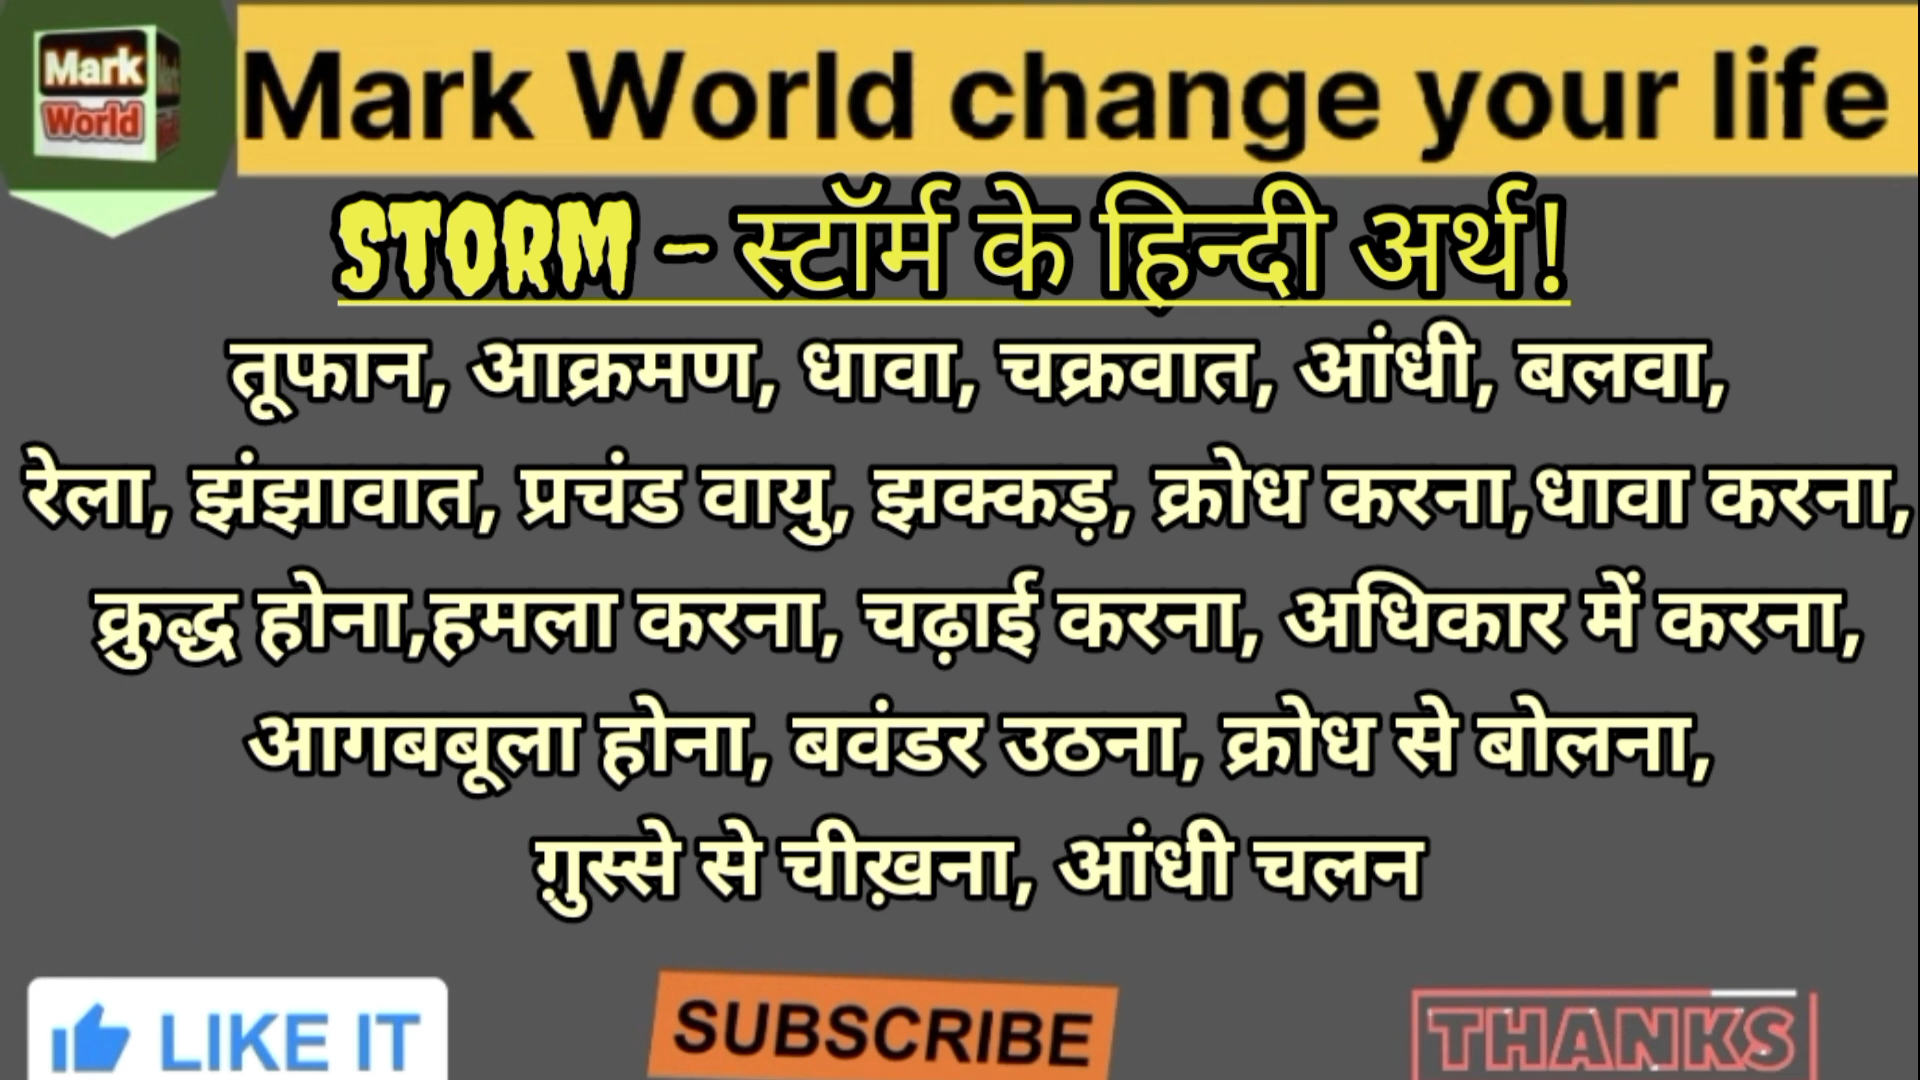 Mark
World
Mark World change your life
STORM - स्टॉर्म के हिन्दी अर्थ!
तूफान, आक्रमण, धावा, चक्रवात, आंधी, बलवा,
रेला, झंझावात, प्रचंड वायु, झक्कड़, क्रोध करना,धावा करना,
क्रुद्ध होना,हमला करना, चढ़ाई करना, अधिकार में करना,
आगबबूला होना, बवंडर उठना, क्रोध से बोलना,
ग़ुस्से से चीख़ना, आंधी चलन
LIKE IT
SUBSCRIBE
THANKS